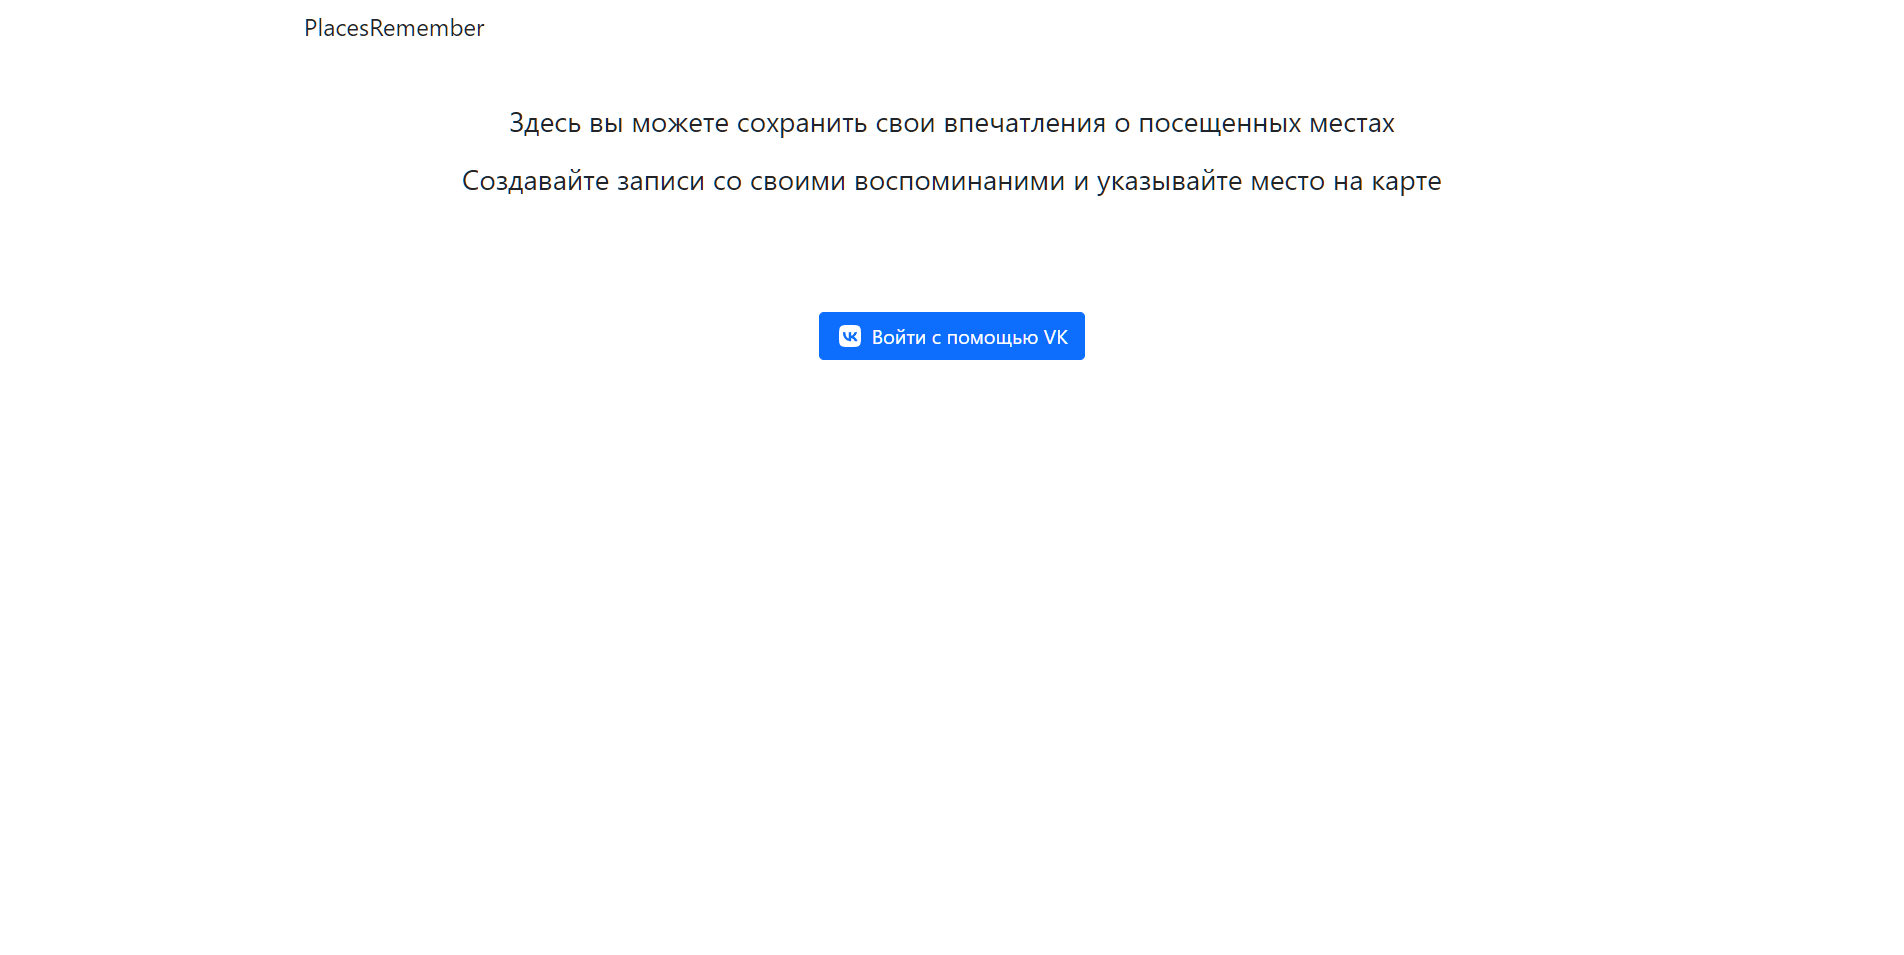 PlacesRemember
Здесь вы можете сохранить свои впечатления о посещенных местах
Создавайте записи со своими воспоминаними и указывайте место на карте
Войти с помощью VK